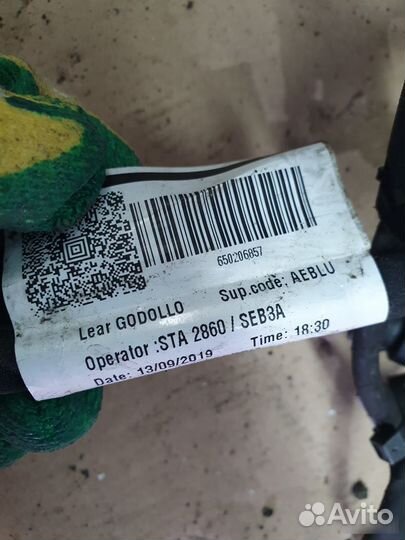 650206857
Lear GODOLLO Sup.code: AEBLU
Operator :STA 2860 / SEB3A
Date: 13/09/2019 Time: 18:30
Avito